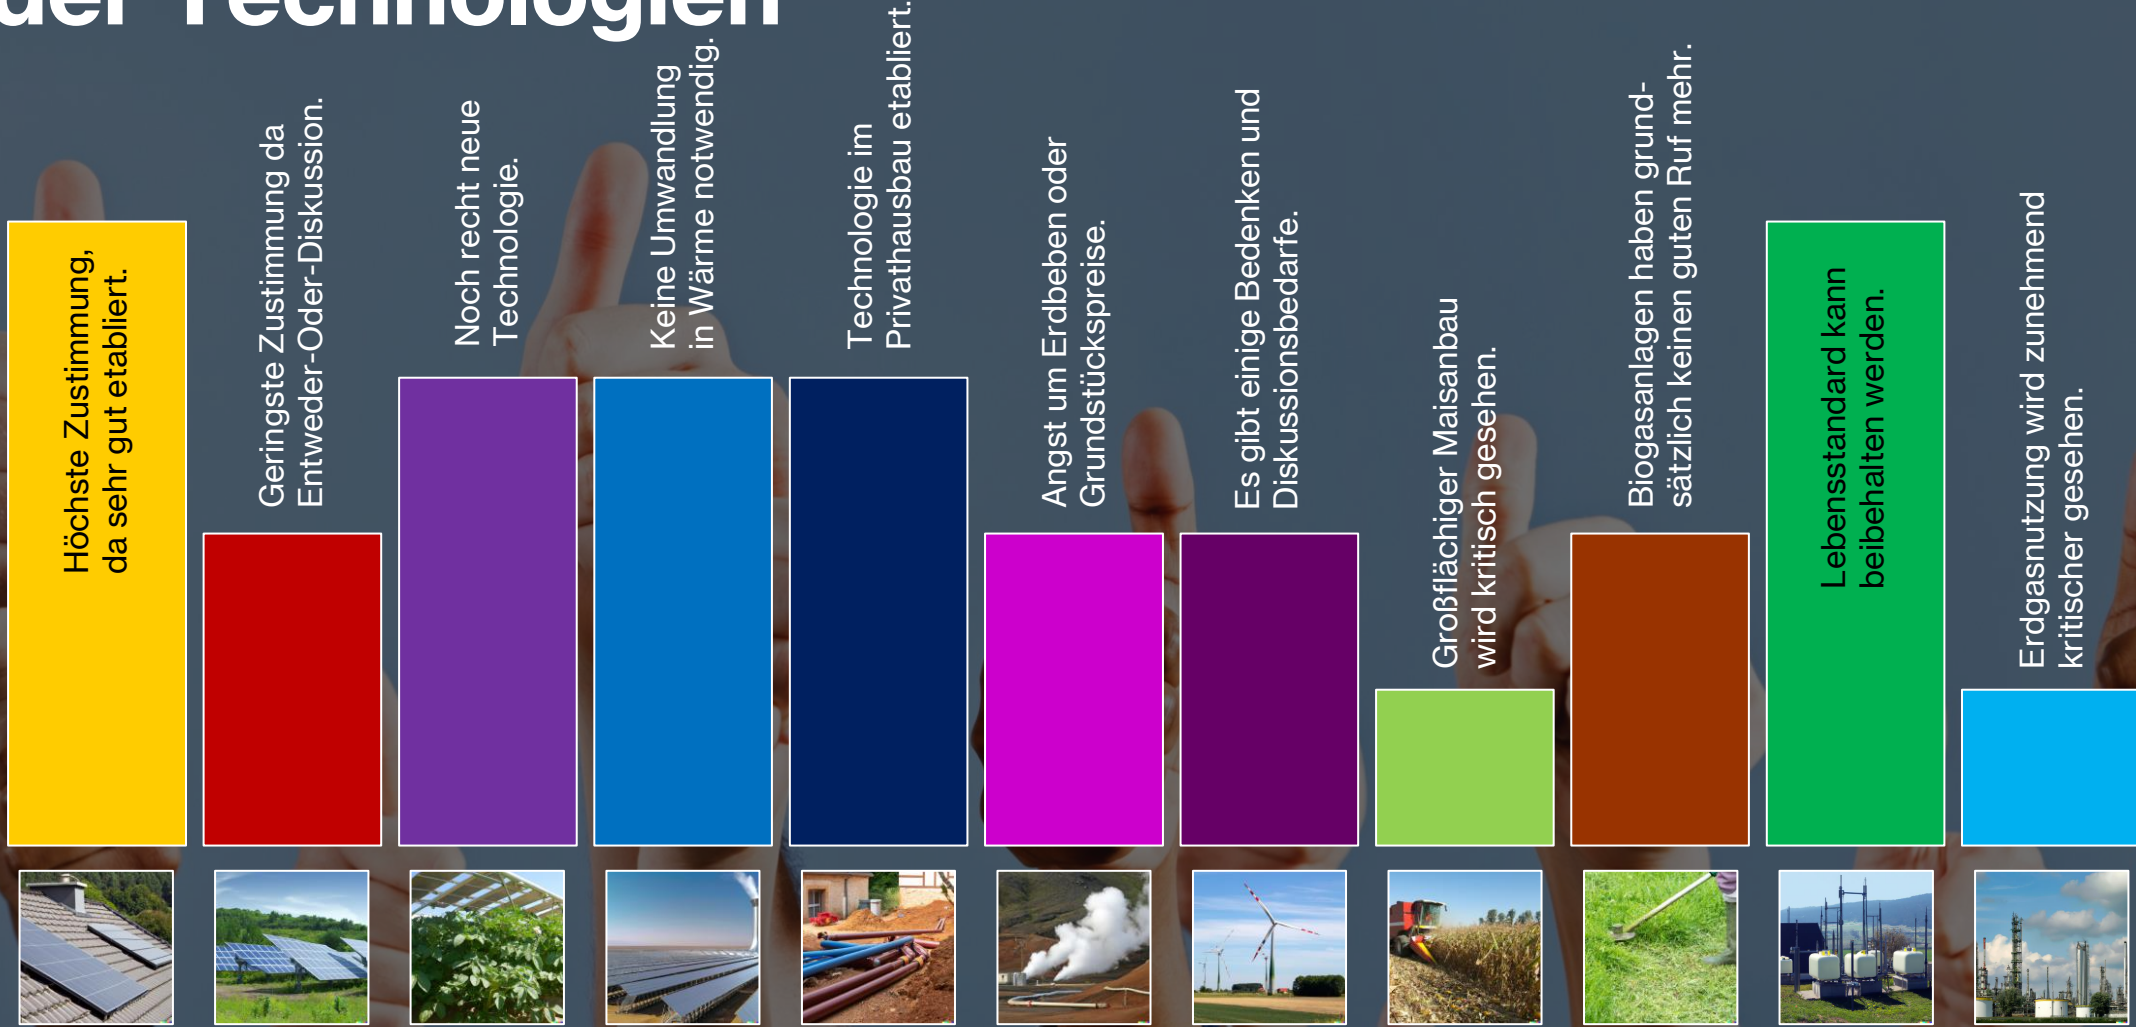 der Technologien
Höchste Zustimmung,
da sehr gut etabliert.
Geringste Zustimmung da
Entweder-Oder-Diskussion.
Noch recht neue
Technologie.
Keine Umwandlung
in Wärme notwendig.
Technologie im
Privathausbau etabliert.
Angst um Erdbeben oder
Grundstückspreise.
Es gibt einige Bedenken und
Diskussionsbedarfe.
Großflächiger Maisanbau
wird kritisch gesehen.
Biogasanlagen haben grund-
sätzlich keinen guten Ruf mehr.
Lebensstandard kann
beibehalten werden.
Erdgasnutzung wird zunehmend
kritischer gesehen.